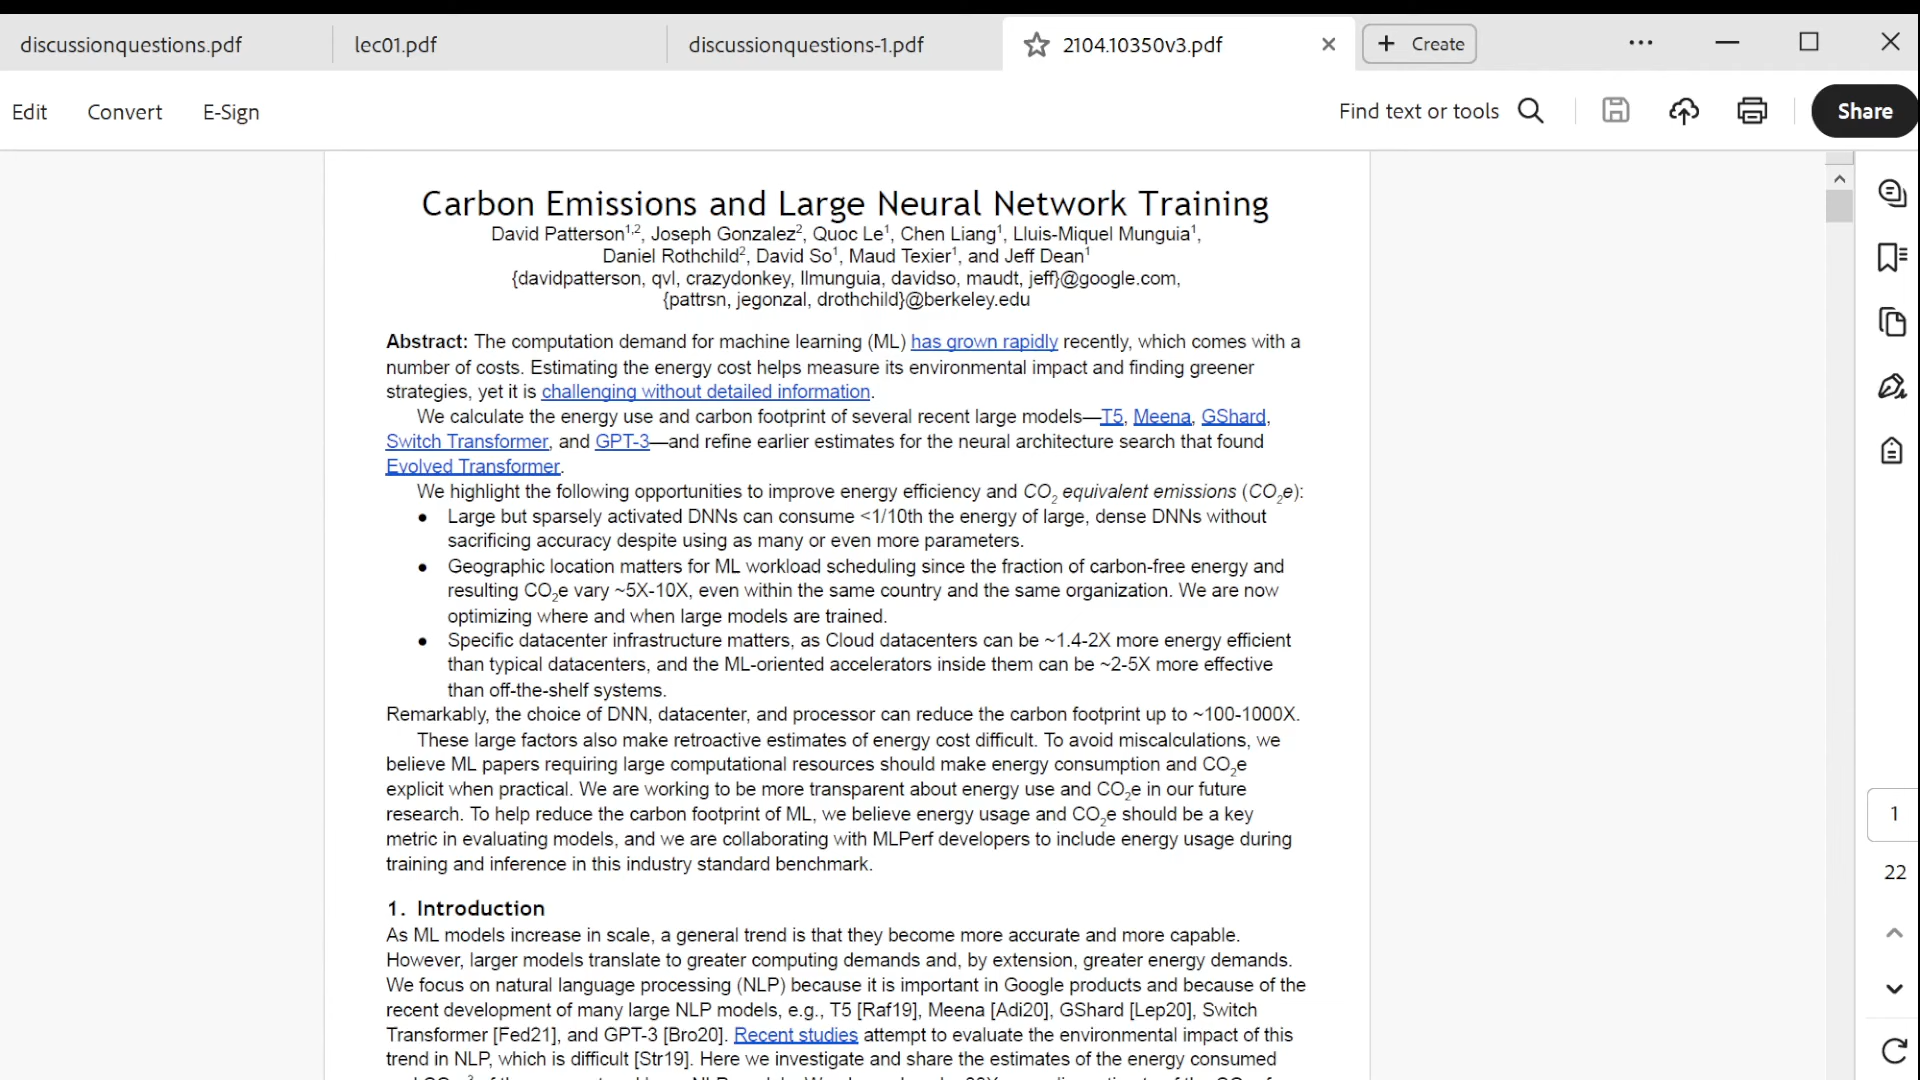 discussionquestions.pdf
lec01.pdf
discussionquestions-1.pdf
2104.10350v3.pdf
Create
Edit
Convert
E-Sign
Find text or tools
Share
Carbon Emissions and Large Neural Network Training
David Patterson1,2, Joseph Gonzalez2, Quoc Le1, Chen Liang1, Lluis-Miquel Munguia1,
Daniel Rothchild2, David So1, Maud Texier1, and Jeff Dean1
{davidpatterson, qvl, crazydonkey, llmunguia, davidso, maudt, jeff}@google.com,
{pattrsn, jegonzal, drothchild}@berkeley.edu
Abstract: The computation demand for machine learning (ML) has grown rapidly recently, which comes with a
number of costs. Estimating the energy cost helps measure its environmental impact and finding greener
strategies, yet it is challenging without detailed information.
We calculate the energy use and carbon footprint of several recent large models—T5, Meena, GShard,
Switch Transformer, and GPT-3—and refine earlier estimates for the neural architecture search that found
Evolved Transformer.
We highlight the following opportunities to improve energy efficiency and CO2 equivalent emissions (CO2e):
● Large but sparsely activated DNNs can consume <1/10th the energy of large, dense DNNs without
sacrificing accuracy despite using as many or even more parameters.
● Geographic location matters for ML workload scheduling since the fraction of carbon-free energy and
resulting CO2e vary ~5X-10X, even within the same country and the same organization. We are now
optimizing where and when large models are trained.
● Specific datacenter infrastructure matters, as Cloud datacenters can be ~1.4-2X more energy efficient
than typical datacenters, and the ML-oriented accelerators inside them can be ~2-5X more effective
than off-the-shelf systems.
Remarkably, the choice of DNN, datacenter, and processor can reduce the carbon footprint up to ~100-1000X.
These large factors also make retroactive estimates of energy cost difficult. To avoid miscalculations, we
believe ML papers requiring large computational resources should make energy consumption and CO2e
explicit when practical. We are working to be more transparent about energy use and CO2e in our future
research. To help reduce the carbon footprint of ML, we believe energy usage and CO2e should be a key
metric in evaluating models, and we are collaborating with MLPerf developers to include energy usage during
training and inference in this industry standard benchmark.
1. Introduction
As ML models increase in scale, a general trend is that they become more accurate and more capable.
However, larger models translate to greater computing demands and, by extension, greater energy demands.
We focus on natural language processing (NLP) because it is important in Google products and because of the
recent development of many large NLP models, e.g., T5 [Raf19], Meena [Adi20], GShard [Lep20], Switch
Transformer [Fed21], and GPT-3 [Bro20]. Recent studies attempt to evaluate the environmental impact of this
trend in NLP, which is difficult [Str19]. Here we investigate and share the estimates of the energy consumed
1
22